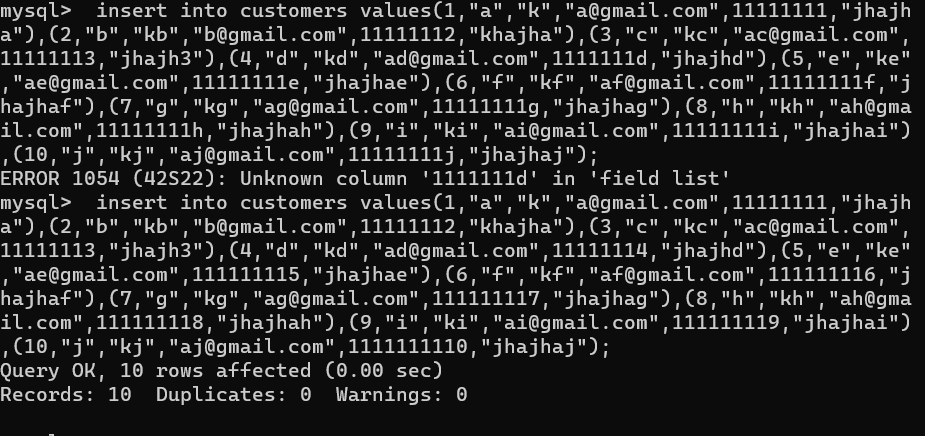 mysql>  insert into customers values(1,"a","k","a@gmail.com",11111111,"jhajh
a"),(2,"b","kb","b@gmail.com",11111112,"khajha"),(3,"c","kc","ac@gmail.com",
11111113,"jhajh3"),(4,"d","kd","ad@gmail.com",1111111d,"jhajhd"),(5,"e","ke"
,"ae@gmail.com",11111111e,"jhajhae"),(6,"f","kf","af@gmail.com",11111111f,"j
hajhaf"),(7,"g","kg","ag@gmail.com",11111111g,"jhajhag"),(8,"h","kh","ah@gma
il.com",11111111h,"jhajhah"),(9,"i","ki","ai@gmail.com",11111111i,"jhajhai")
,(10,"j","kj","aj@gmail.com",11111111j,"jhajhaj");
ERROR 1054 (42S22): Unknown column '1111111d' in 'field list'
mysql>  insert into customers values(1,"a","k","a@gmail.com",11111111,"jhajh
a"),(2,"b","kb","b@gmail.com",11111112,"khajha"),(3,"c","kc","ac@gmail.com",
11111113,"jhajh3"),(4,"d","kd","ad@gmail.com",11111114,"jhajhd"),(5,"e","ke"
,"ae@gmail.com",111111115,"jhajhae"),(6,"f","kf","af@gmail.com",111111116,"j
hajhaf"),(7,"g","kg","ag@gmail.com",111111117,"jhajhag"),(8,"h","kh","ah@gma
il.com",111111118,"jhajhah"),(9,"i","ki","ai@gmail.com",111111119,"jhajhai")
,(10,"j","kj","aj@gmail.com",1111111110,"jhajhaj");
Query OK, 10 rows affected (0.00 sec)
Records: 10  Duplicates: 0  Warnings: 0